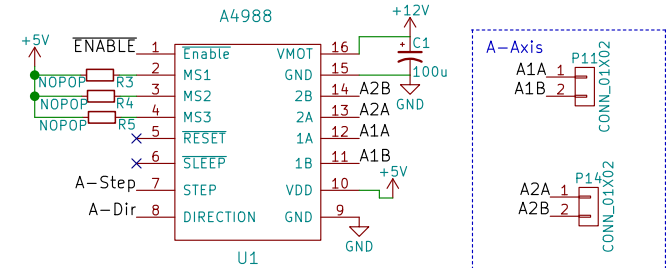 A4988
+12V
+5V
ENABLE
1
Enable
VMOT
16
C1
100u
NOPOP
R3
2
MS1
GND
15
GND
NOPOP
R4
3
MS2
2B
14
A2B
NOPOP
R5
4
MS3
2A
13
A2A
5
RESET
1A
12
A1A
6
SLEEP
1B
11
A1B
A-Step
7
STEP
VDD
10
+5V
A-Dir
8
DIRECTION
GND
9
GND
U1
A-Axis
P11
A1A
1
A1B
2
CONN_01X02
P14
A2A
1
A2B
2
CONN_01X02